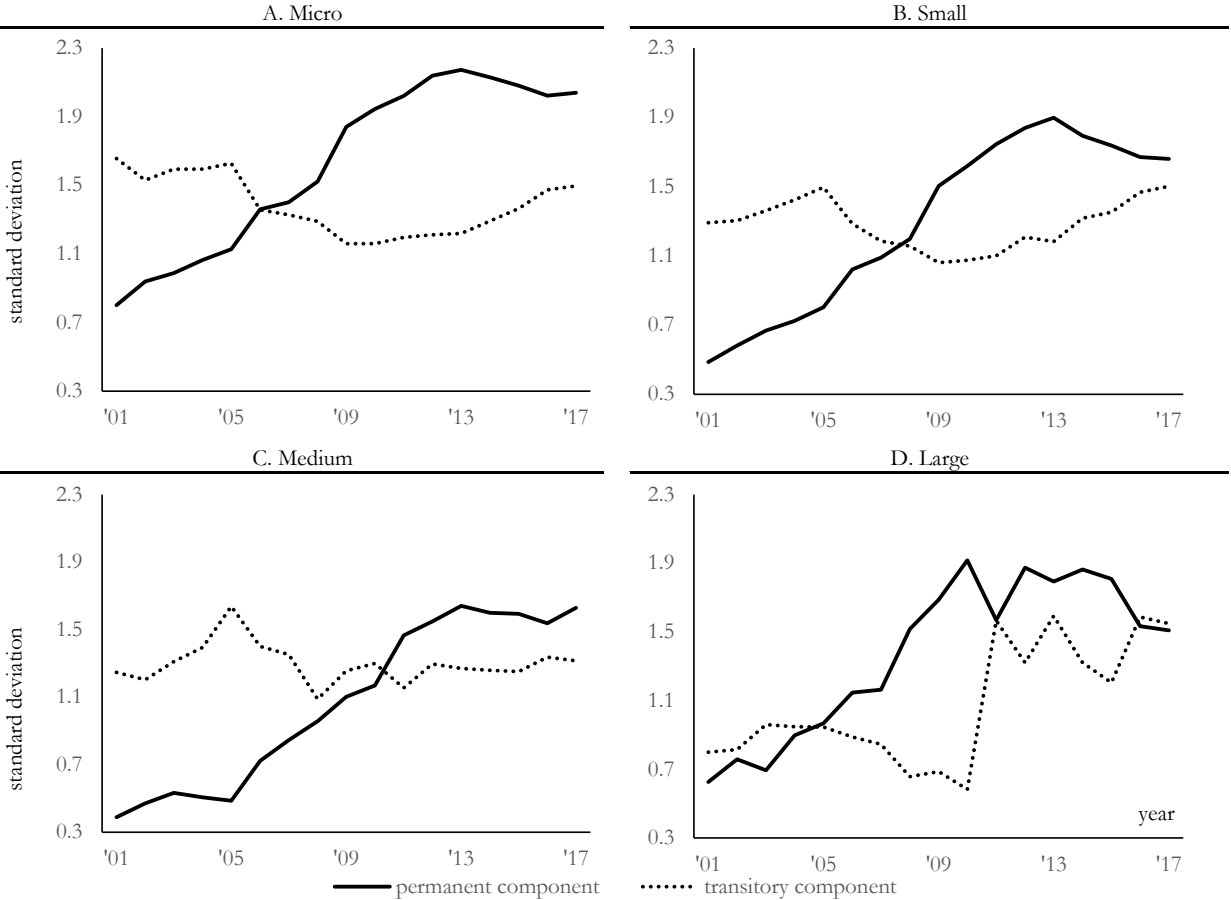 A. Micro
B. Small
standard deviation
2.3
1.9
1.5
1.1
0.7
0.3
'01 '05 '09 '13 '17
2.3
1.9
1.5
1.1
0.7
0.3
'01 '05 '09 '13 '17
C. Medium
D. Large
standard deviation
2.3
1.9
1.5
1.1
0.7
0.3
'01 '05 '09 '13 '17
2.3
1.9
1.5
1.1
0.7
0.3
year
'01 '05 '09 '13 '17
permanent component
transitory component